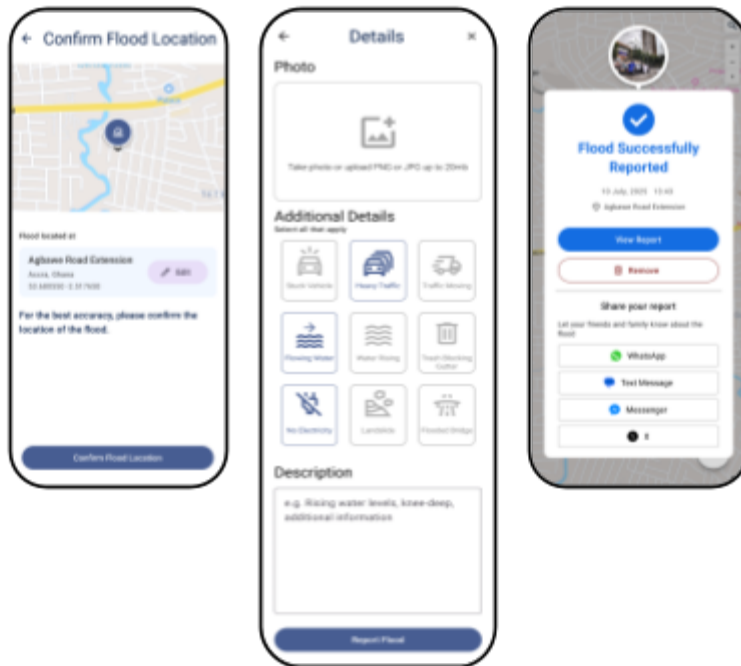 Confirm Flood Location
Flood located at
Agbawe Road Extension
Accra, Ghana
Edit
For the best accuracy, please confirm the
location of the flood.
Confirm Flood Location
Details
Photo
Take photo or upload PNG or JPG up to 20mb
Additional Details
Select all that apply
Stuck Vehicle
Heavy Traffic
Traffic Moving
Flowing Water
Water Rising
Trash Blocking
Gutter
No Electricity
Landslide
Flooded Bridge
Description
e.g. Rising water levels, knee-deep,
additional information
Report Flood
Flood Successfully
Reported
10 July, 2025
Agbawe Road Extension
View Report
Remove
Share your report
Let your friends and family know about the
flood
WhatsApp
Text Message
Messenger
X